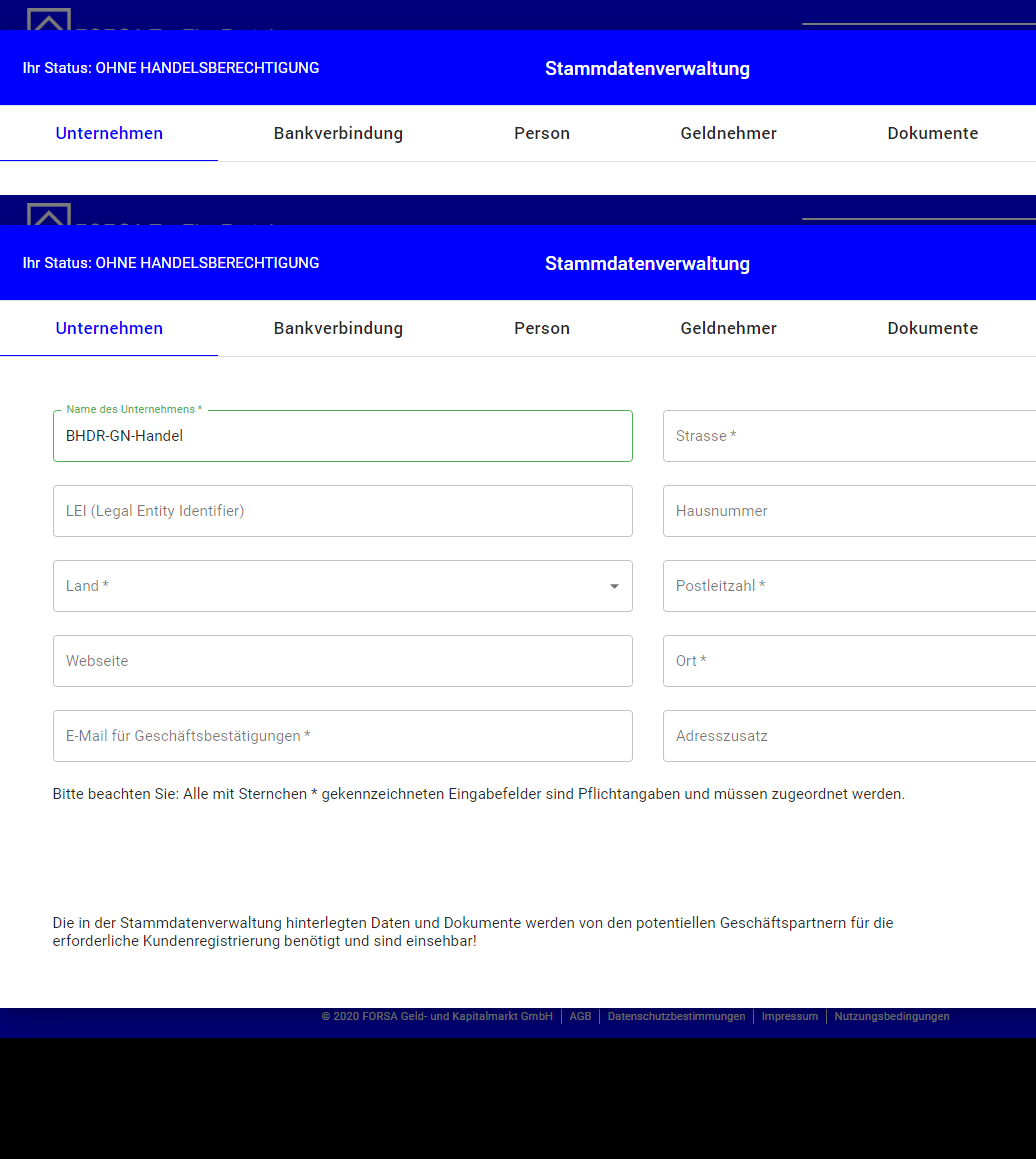 Ihr Status: OHNE HANDELSBERECHTIGUNG
Stammdatenverwaltung
Unternehmen Bankverbindung Person Geldnehmer Dokumente
Ihr Status: OHNE HANDELSBERECHTIGUNG
Stammdatenverwaltung
Unternehmen Bankverbindung Person Geldnehmer Dokumente
Name des Unternehmens *
BHDR-GN-Handel
Strasse *
LEI (Legal Entity Identifier)
Hausnummer
Land *
Postleitzahl *
Webseite
Ort *
E-Mail für Geschäftsbestätigungen *
Adresszusatz
Bitte beachten Sie: Alle mit Sternchen * gekennzeichneten Eingabefelder sind Pflichtangaben und müssen zugeordnet werden.
Die in der Stammdatenverwaltung hinterlegten Daten und Dokumente werden von den potentiellen Geschäftspartnern für die
erforderliche Kundenregistrierung benötigt und sind einsehbar!
© 2020 FORSA Geld- und Kapitalmarkt GmbH | AGB | Datenschutzbestimmungen | Impressum | Nutzungsbedingungen